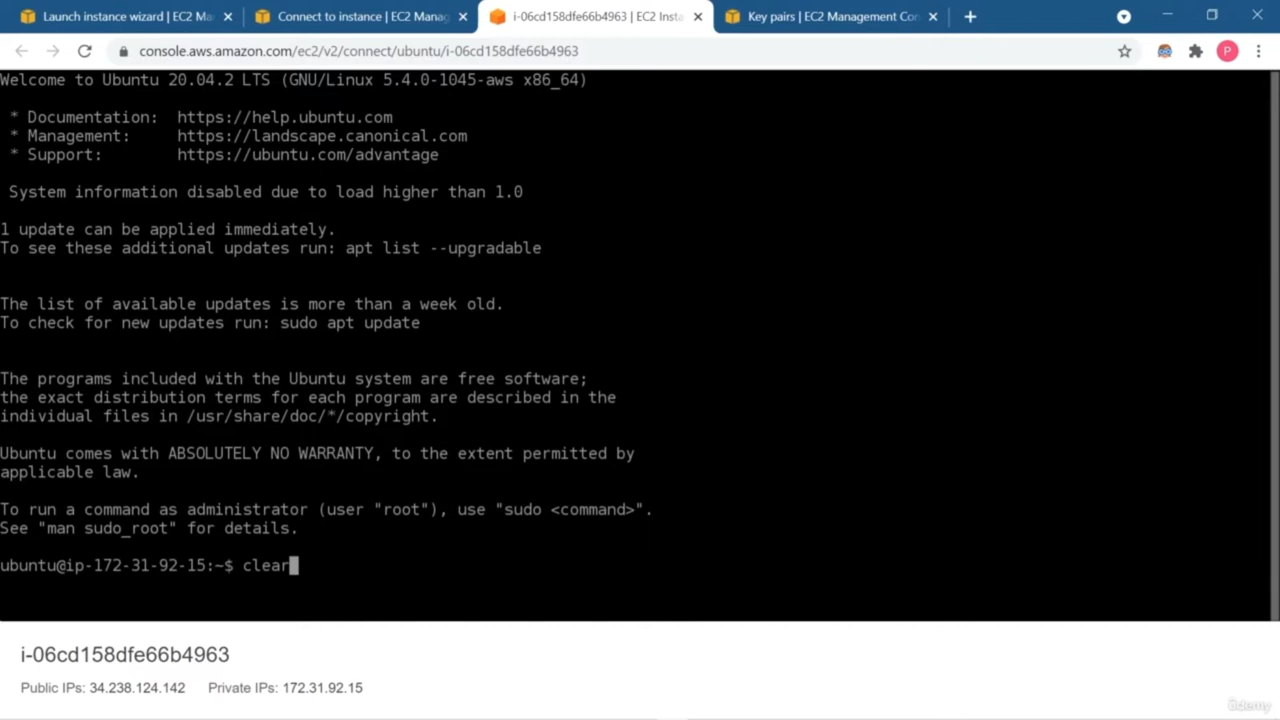 Launch instance wizard | EC2 Ma
Connect to instance | EC2 Manag
i-06cd158dfe66b4963 | EC2 Insta
Key pairs | EC2 Management Con
console.aws.amazon.com/ec2/v2/connect/ubuntu/i-06cd158dfe66b4963
P
Welcome to Ubuntu 20.04.2 LTS (GNU/Linux 5.4.0-1045-aws x86_64)
* Documentation: https://help.ubuntu.com
* Management: https://landscape.canonical.com
* Support: https://ubuntu.com/advantage
System information disabled due to load higher than 1.0
1 update can be applied immediately.
To see these additional updates run: apt list --upgradable
The list of available updates is more than a week old.
To check for new updates run: sudo apt update
The programs included with the Ubuntu system are free software;
the exact distribution terms for each program are described in the
individual files in /usr/share/doc/*/copyright.
Ubuntu comes with ABSOLUTELY NO WARRANTY, to the extent permitted by
applicable law.
To run a command as administrator (user "root"), use "sudo <command>".
See "man sudo_root" for details.
ubuntu@ip-172-31-92-15:~$ clear
i-06cd158dfe66b4963
Public IPs: 34.238.124.142 Private IPs: 172.31.92.15
ûdemy